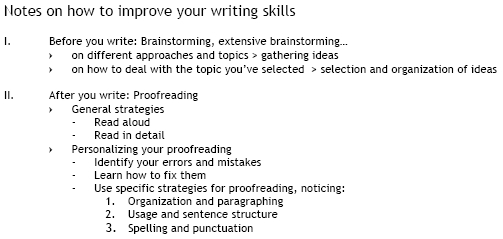 Notes on how to improve your writing skills
I. Before you write: Brainstorming, extensive brainstorming…
› on different approaches and topics > gathering ideas
› on how to deal with the topic you've selected > selection and organization of ideas
II. After you write: Proofreading
› General strategies
- Read aloud
- Read in detail
› Personalizing your proofreading
- Identify your errors and mistakes
- Learn how to fix them
- Use specific strategies for proofreading, noticing:
1. Organization and paragraphing
2. Usage and sentence structure
3. Spelling and punctuation